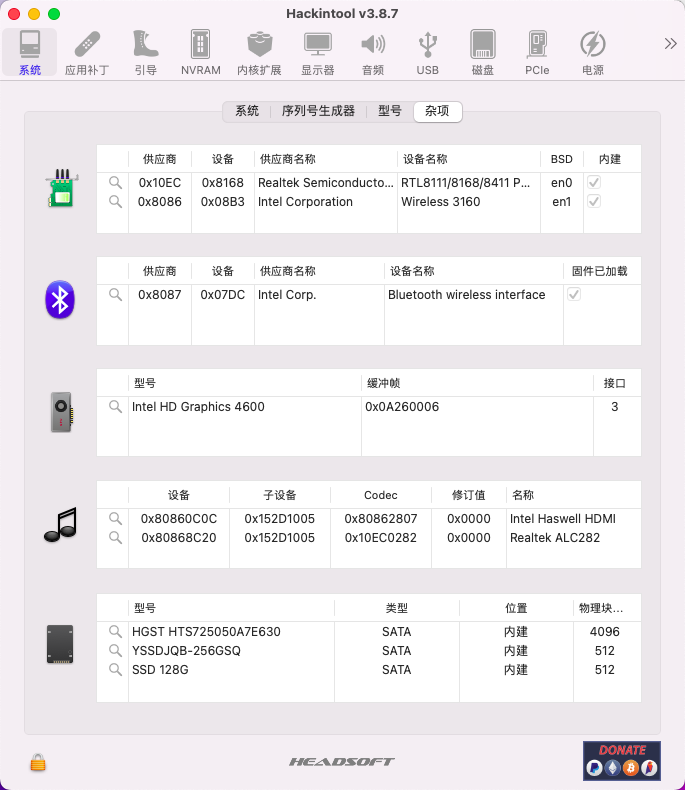 Hackintool v3.8.7
系统 应用补丁 引导 NVRAM 内核扩展 显示器 音频 USB 磁盘 PCIe 电源
系统 序列号生成器 型号 杂项
供应商 设备 供应商名称 设备名称 BSD 内建
0x10EC 0x8168 Realtek Semiconducto... RTL8111/8168/8411 P... en0
0x8086 0x08B3 Intel Corporation Wireless 3160 en1
供应商 设备 供应商名称 设备名称 固件已加载
0x8087 0x07DC Intel Corp. Bluetooth wireless interface
型号 缓冲帧 接口
Intel HD Graphics 4600 0x0A260006 3
设备 子设备 Codec 修订值 名称
0x80860C0C 0x152D1005 0x80862807 0x0000 Intel Haswell HDMI
0x80868C20 0x152D1005 0x10EC0282 0x0000 Realtek ALC282
型号 类型 位置 物理块...
HGST HTS725050A7E630 SATA 内建 4096
YSSDJQB-256GSQ SATA 内建 512
SSD 128G SATA 内建 512
HEADSOFT
DONATE